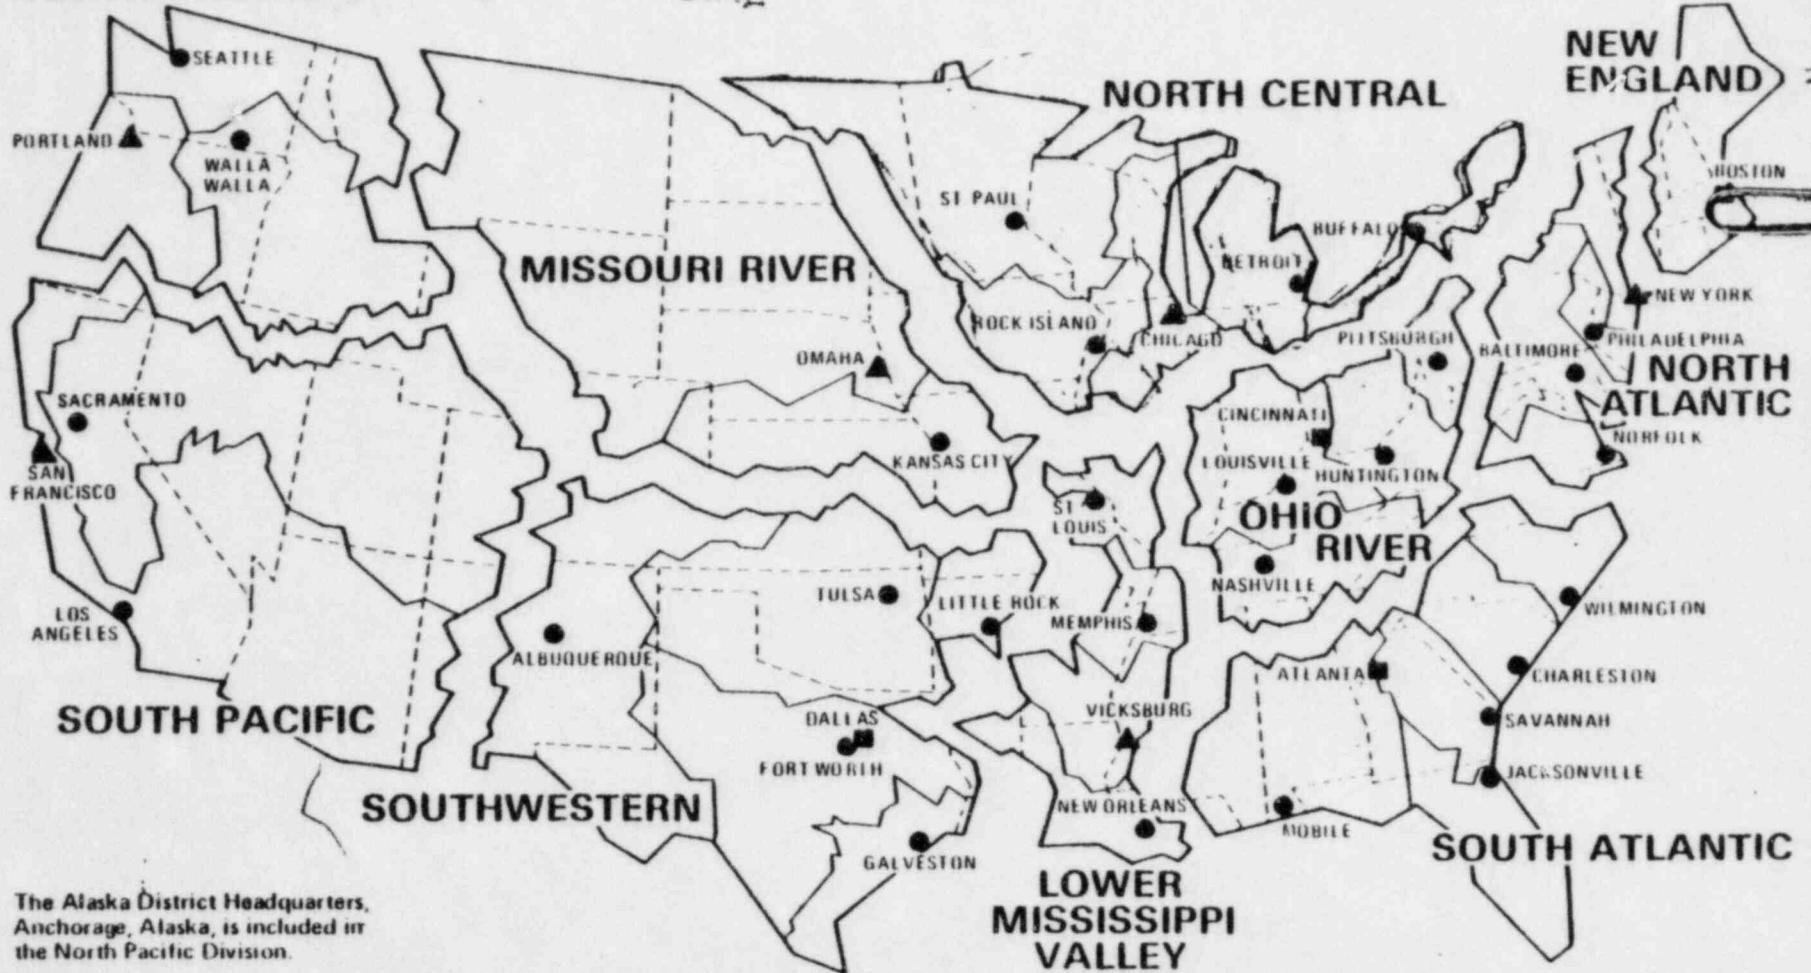 SEATTLE
PORTLAND
WALLA
WALLA
MISSOURI RIVER
OMAHA
KANSAS CITY
NORTH CENTRAL
ST PAUL
ROCK ISLAND
CHICAGO
DETROIT
BUFFALO
NEW
ENGLAND
BOSTON
NEW YORK
PHILADELPHIA
BALTIMORE
NORTH
ATLANTIC
NORFOLK
PITTSBURGH
CINCINNATI
LOUISVILLE
HUNTINGTON
OHIO
RIVER
NASHVILLE
SACRAMENTO
SAN
FRANCISCO
LOS
ANGELES
SOUTH PACIFIC
ALBUQUERQUE
TULSA
LITTLE ROCK
DALLAS
FORT WORTH
GALVESTON
SOUTHWESTERN
ST
LOUIS
MEMPHIS
VICKSBURG
NEW ORLEANS
LOWER
MISSISSIPPI
VALLEY
ATLANTA
WILMINGTON
CHARLESTON
SAVANNAH
JACKSONVILLE
MOBILE
SOUTH ATLANTIC
The Alaska District Headquarters,
Anchorage, Alaska, is included in
the North Pacific Division.